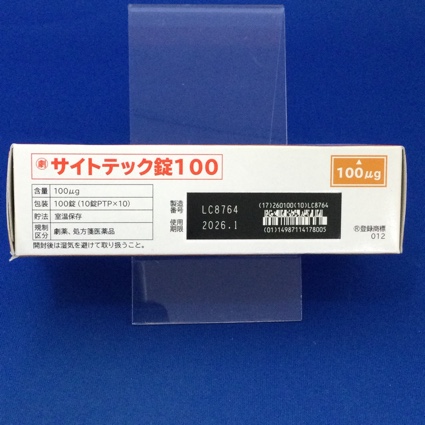 劇 サイトテック錠100
100μg
含量 100μg
包装 100錠(10錠PTP×10)
貯法 室温保存
規制区分 劇薬、処方箋医薬品
開封後は湿気を避けて取り扱うこと。
製造番号 LC8764
使用期限 2026.1
(17)260100(10)LC8764
(01)14987114178005
®登録商標
012